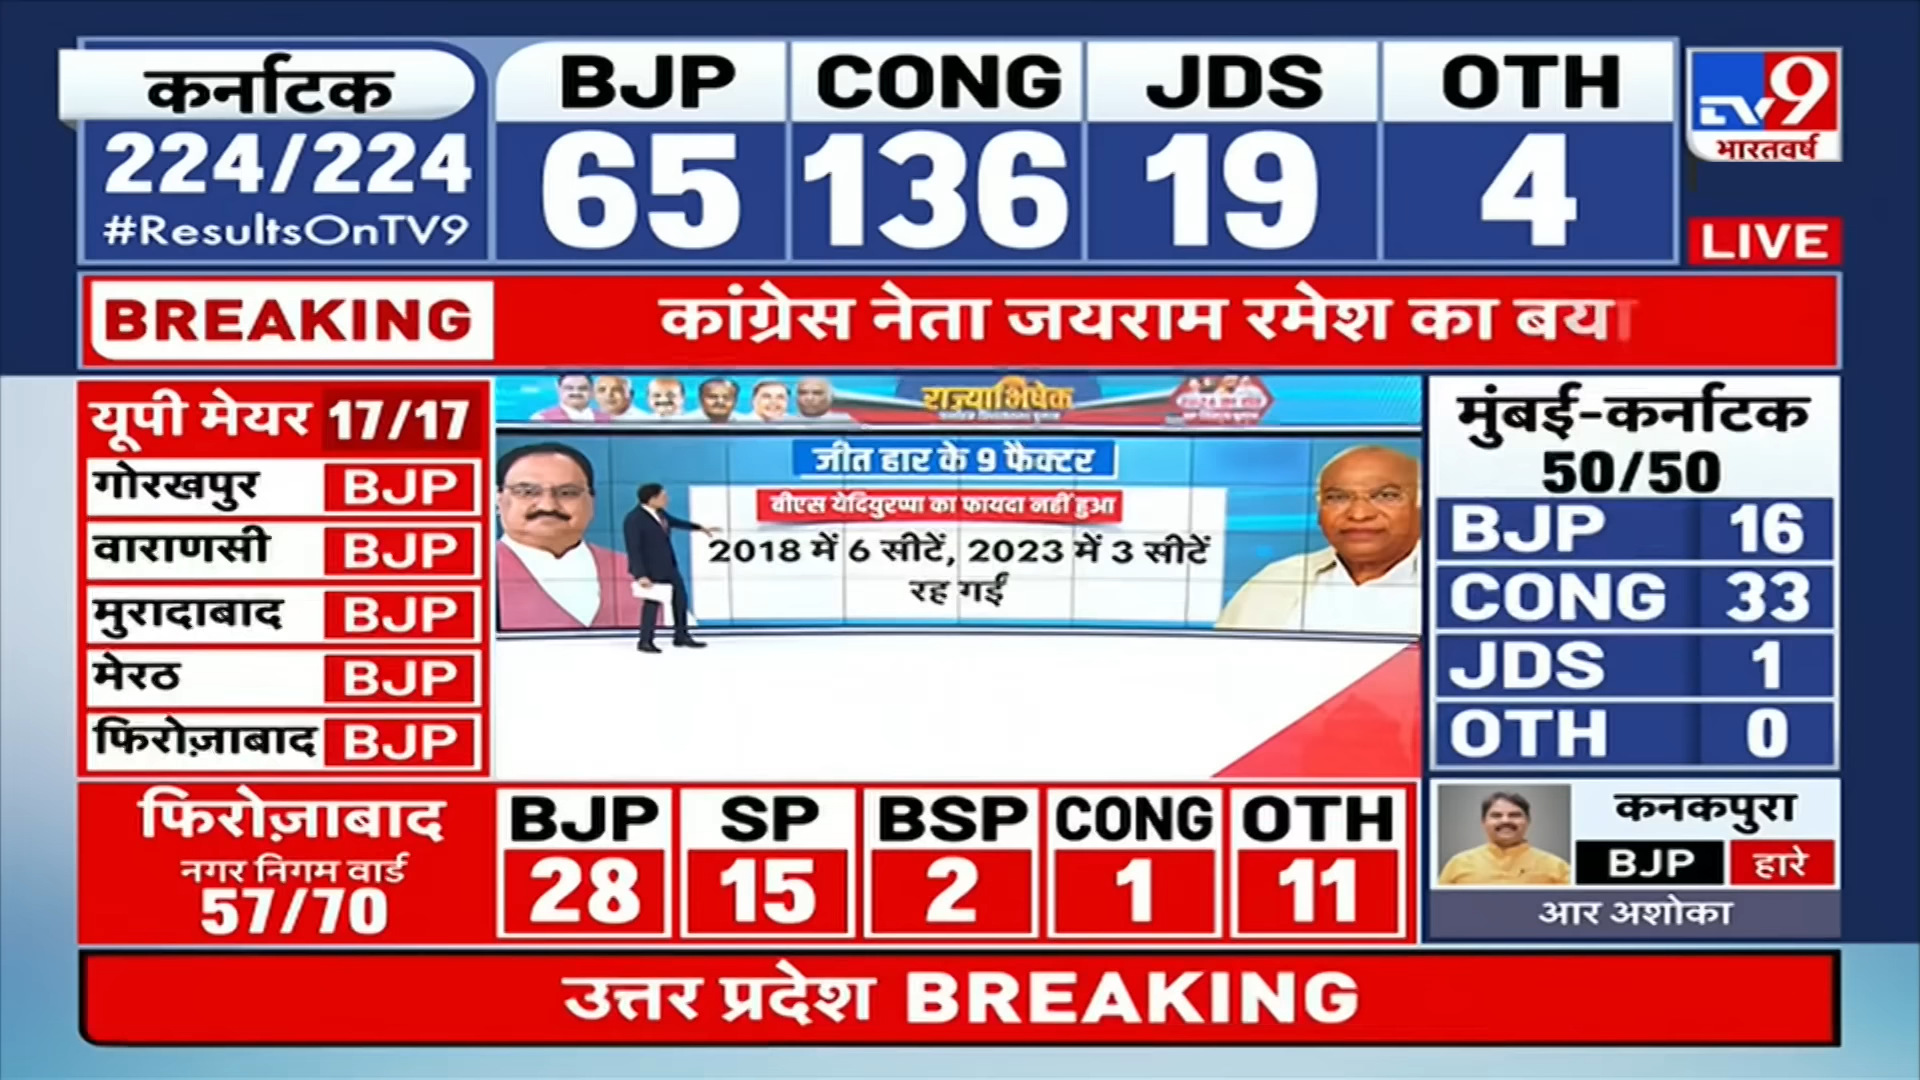 कर्नाटक
224/224
#ResultsOnTV9
BJP CONG JDS OTH
65 136 19 4
TV9
भारतवर्ष
LIVE
BREAKING
कांग्रेस नेता जयराम रमेश का बया
यूपी मेयर 17/17
गोरखपुर BJP
वाराणसी BJP
मुरादाबाद BJP
मेरठ BJP
फिरोज़ाबाद BJP
राज्याभिषेक
जीत हार के 9 फैक्टर
बीएस येदियुरप्पा का फायदा नहीं हुआ
2018 में 6 सीटें, 2023 में 3 सीटें
रह गईं
मुंबई-कर्नाटक
50/50
BJP 16
CONG 33
JDS 1
OTH 0
फिरोज़ाबाद
नगर निगम वार्ड
57/70
BJP SP BSP CONG OTH
28 15 2 1 11
कनकपुरा
BJP हारे
आर अशोका
उत्तर प्रदेश BREAKING